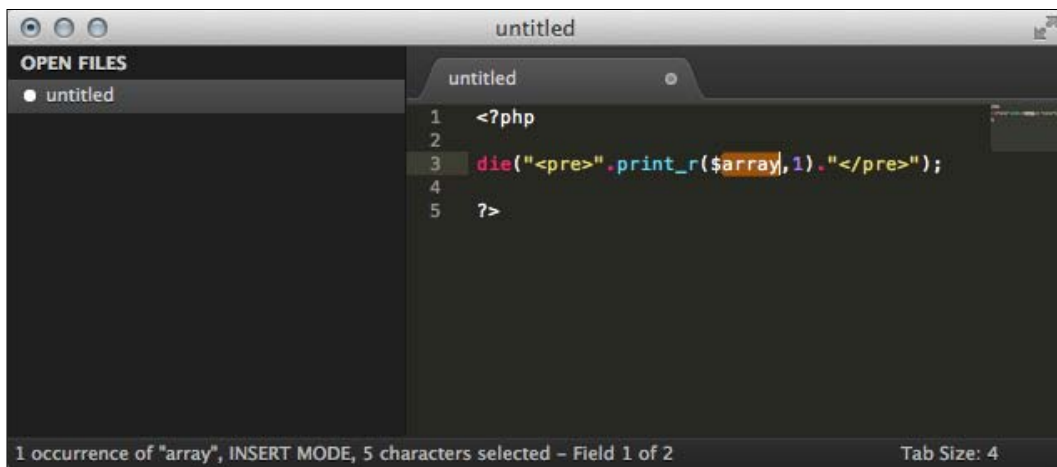 untitled
OPEN FILES
untitled
untitled
1 <?php
2
3 die("<pre>".print_r($array,1)."</pre>");
4
5 ?>
1 occurrence of "array", INSERT MODE, 5 characters selected – Field 1 of 2 Tab Size: 4